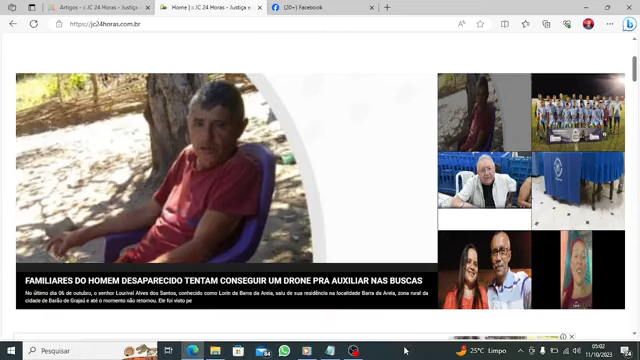 Artigos - :: JC 24 Horas - Justiça
Home | :: JC 24 Horas - Justiça e
(20+) Facebook
https://jc24horas.com.br
FAMILIARES DO HOMEM DESAPARECIDO TENTAM CONSEGUIR UM DRONE PRA AUXILIAR NAS BUSCAS
No último dia 06 de outubro, o senhor Lourival Alves dos Santos, conhecido como Lorin da Barra da Areia, saiu de sua residência na localidade Barra da Areia, zona rural da
cidade de Barão de Grajaú e até o momento não retornou. Ele foi visto pe
Pesquisar
84
25°C Limpo
05:02
11/10/2023
24